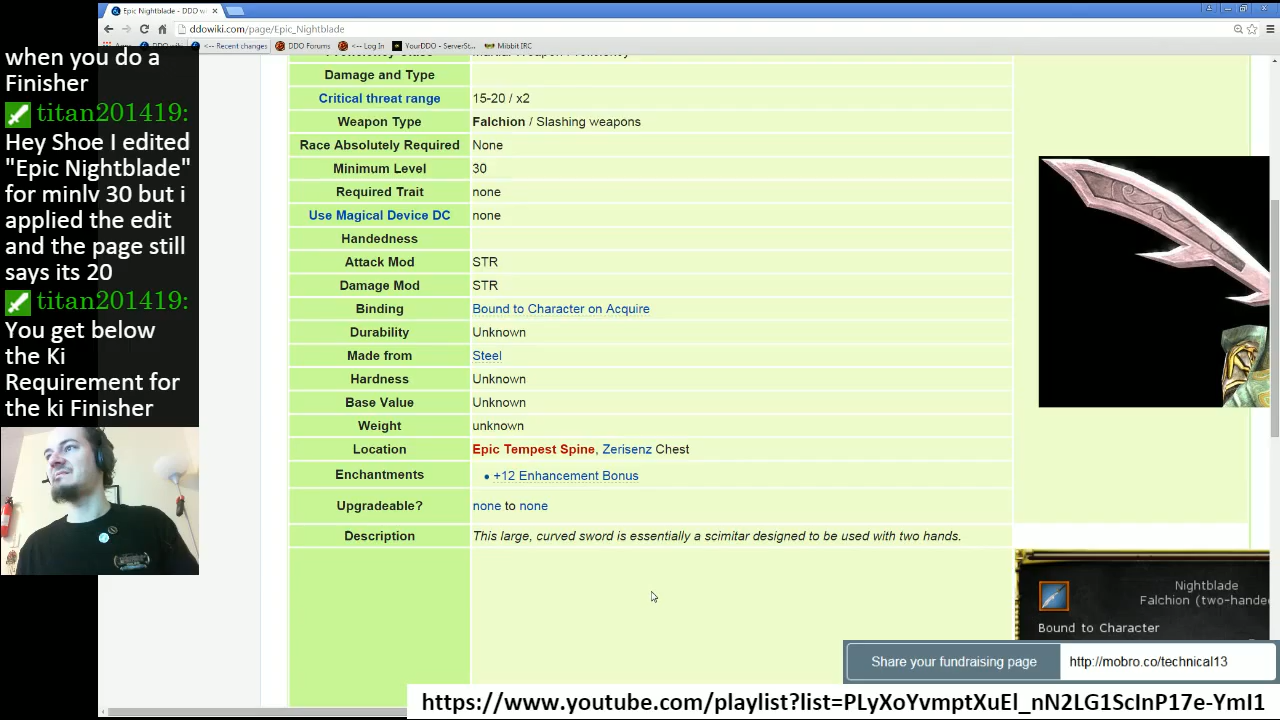 Epic Nightblade - DDO wi
ddowiki.com/page/Epic_Nightblade
<-- Recent changes
DDO Forums
<-- Log In
YourDDO - ServerSt...
Mibbit IRC
when you do a
Finisher
titan201419:
Hey Shoe I edited
"Epic Nightblade"
for minlv 30 but i
applied the edit
and the page still
says its 20
titan201419:
You get below
the Ki
Requirement for
the ki Finisher
Damage and Type
Critical threat range 15-20 / x2
Weapon Type Falchion / Slashing weapons
Race Absolutely Required None
Minimum Level 30
Required Trait none
Use Magical Device DC none
Handedness
Attack Mod STR
Damage Mod STR
Binding Bound to Character on Acquire
Durability Unknown
Made from Steel
Hardness Unknown
Base Value Unknown
Weight unknown
Location Epic Tempest Spine, Zerisenz Chest
Enchantments • +12 Enhancement Bonus
Upgradeable? none to none
Description This large, curved sword is essentially a scimitar designed to be used with two hands.
Nightblade
Falchion (two-hande
Bound to Character
Share your fundraising page http://mobro.co/technical13
https://www.youtube.com/playlist?list=PLyXoYvmptXuEl_nN2LG1ScInP17e-YmI1